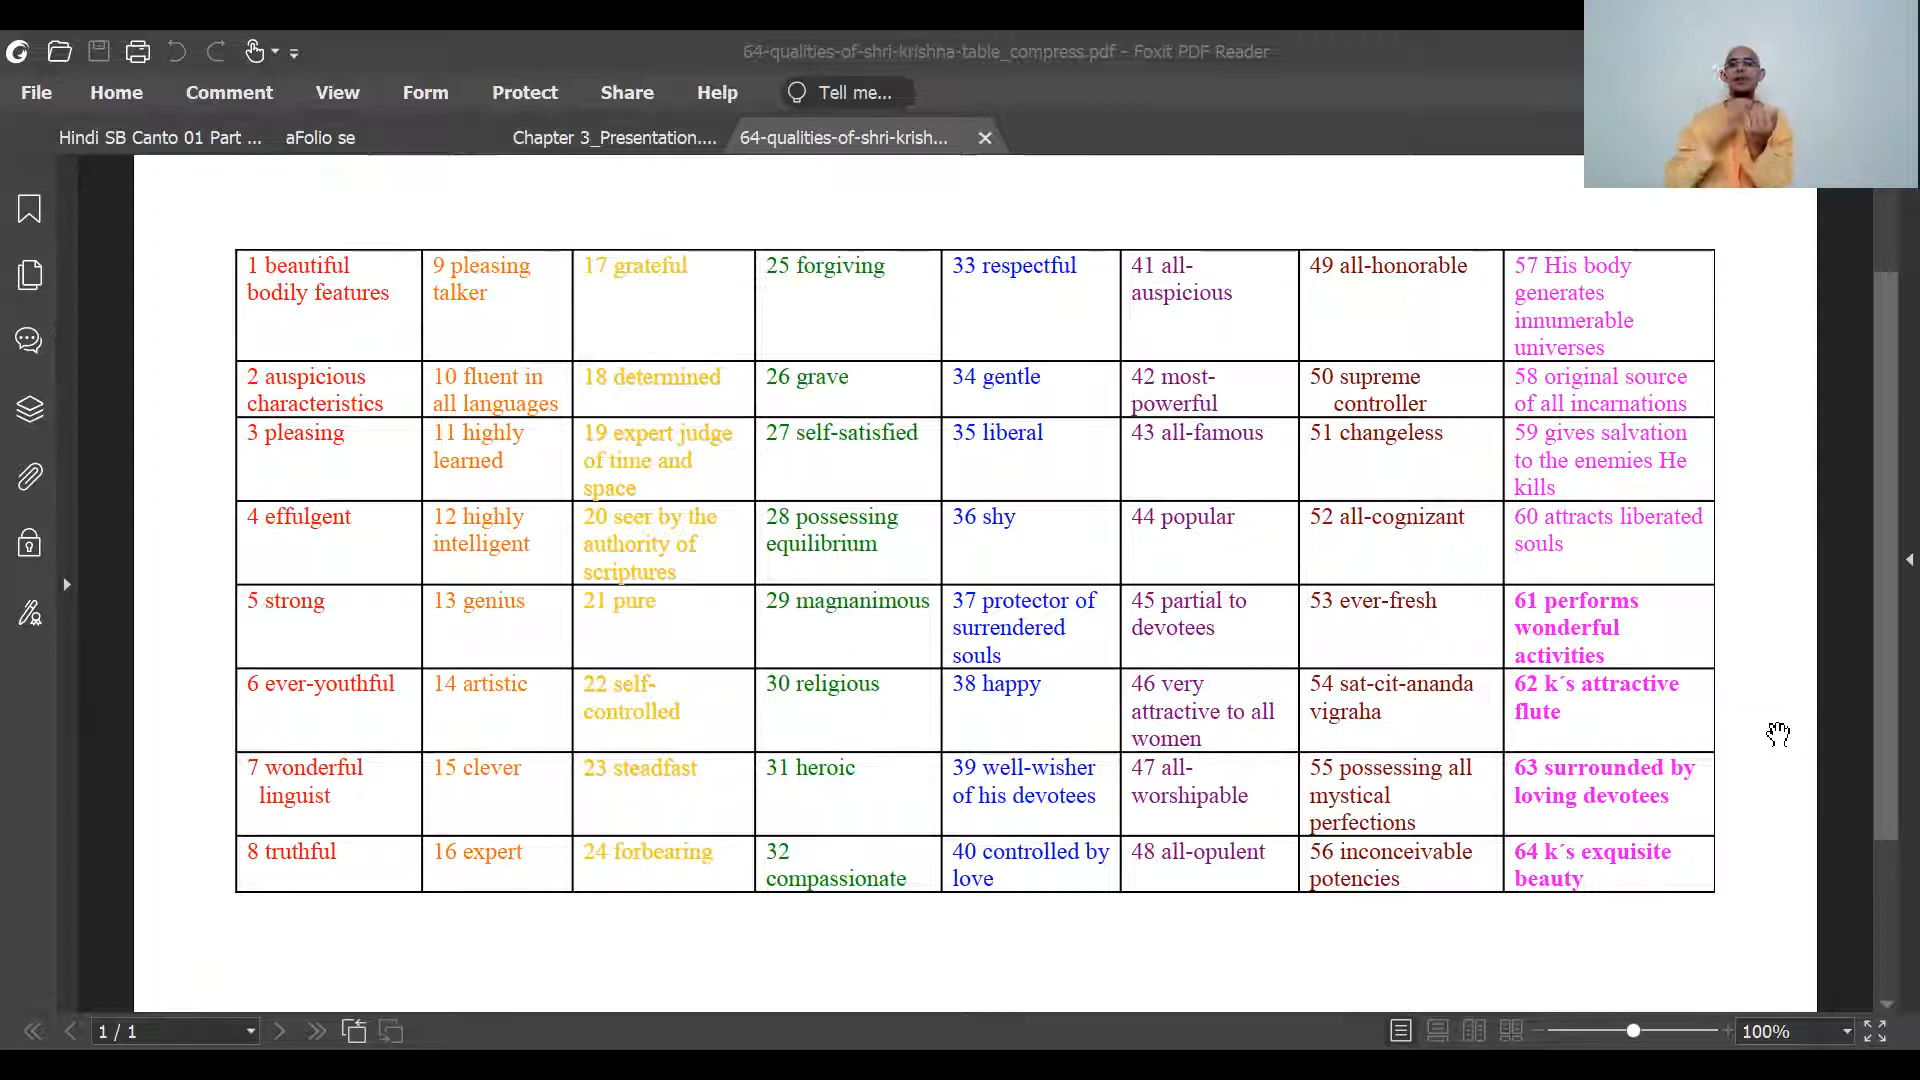 64-qualities-of-shri-krishna-table_compress.pdf - Foxit PDF Reader
File Home Comment View Form Protect Share Help Tell me...
Hindi SB Canto 01 Part ... aFolio se Chapter 3_Presentation.... 64-qualities-of-shri-krish...
1 beautiful
bodily features
9 pleasing
talker
17 grateful
25 forgiving
33 respectful
41 all-
auspicious
49 all-honorable
57 His body
generates
innumerable
universes
2 auspicious
characteristics
10 fluent in
all languages
18 determined
26 grave
34 gentle
42 most-
powerful
50 supreme
controller
58 original source
of all incarnations
3 pleasing
11 highly
learned
19 expert judge
of time and
space
27 self-satisfied
35 liberal
43 all-famous
51 changeless
59 gives salvation
to the enemies He
kills
4 effulgent
12 highly
intelligent
20 seer by the
authority of
scriptures
28 possessing
equilibrium
36 shy
44 popular
52 all-cognizant
60 attracts liberated
souls
5 strong
13 genius
21 pure
29 magnanimous
37 protector of
surrendered
souls
45 partial to
devotees
53 ever-fresh
61 performs
wonderful
activities
6 ever-youthful
14 artistic
22 self-
controlled
30 religious
38 happy
46 very
attractive to all
women
54 sat-cit-ananda
vigraha
62 k´s attractive
flute
7 wonderful
linguist
15 clever
23 steadfast
31 heroic
39 well-wisher
of his devotees
47 all-
worshipable
55 possessing all
mystical
perfections
63 surrounded by
loving devotees
8 truthful
16 expert
24 forbearing
32
compassionate
40 controlled by
love
48 all-opulent
56 inconceivable
potencies
64 k´s exquisite
beauty
1 / 1
100%